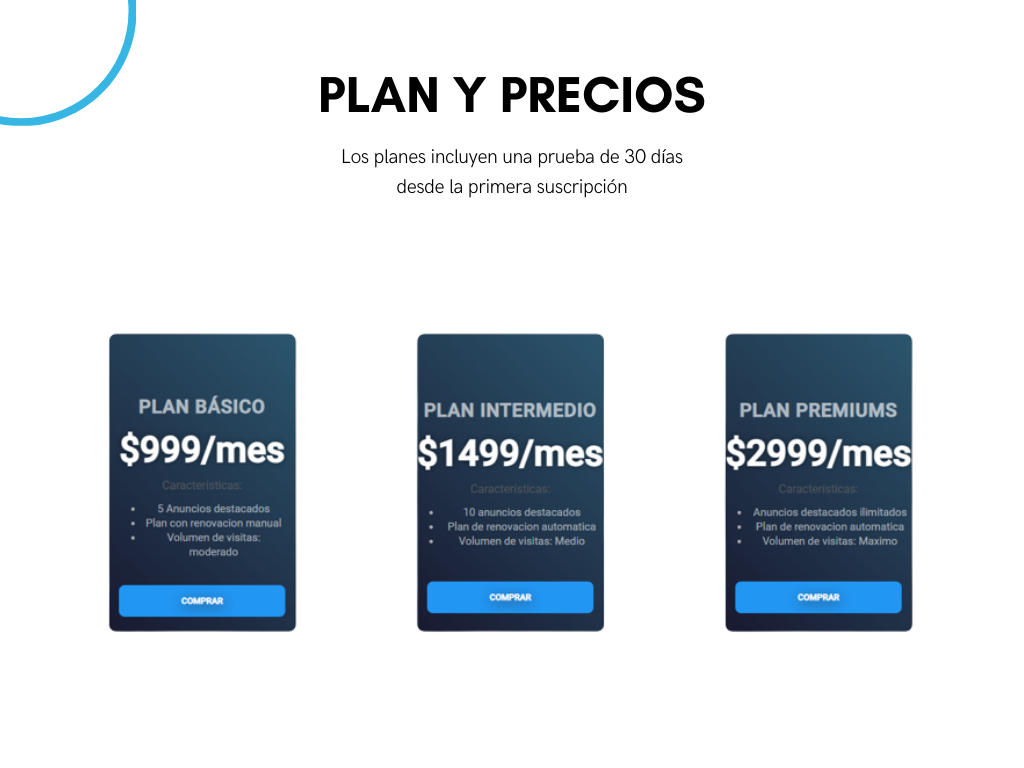 PLAN Y PRECIOS
Los planes incluyen una prueba de 30 días
desde la primera suscripción
PLAN BÁSICO
$999/mes
Características:
• 5 Anuncios destacados
• Plan con renovacion manual
• Volumen de visitas:
moderado
COMPRAR
PLAN INTERMEDIO
$1499/mes
Características:
• 10 anuncios destacados
• Plan de renovacion automatica
• Volumen de visitas: Medio
COMPRAR
PLAN PREMIUMS
$2999/mes
Características:
• Anuncios destacados ilimitados
• Plan de renovacion automatica
• Volumen de visitas: Maximo
COMPRAR